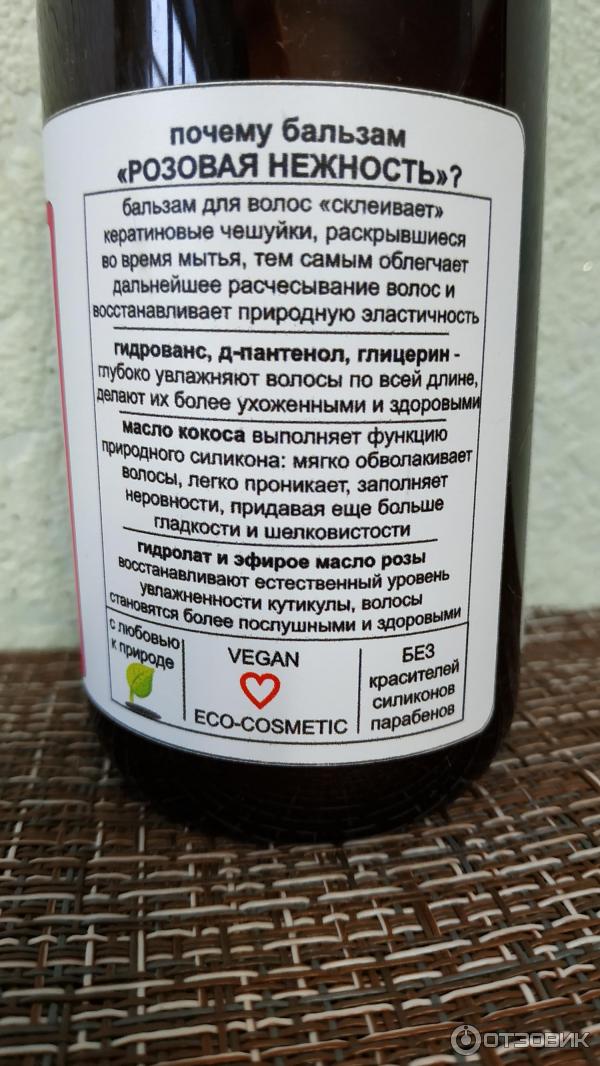 почему бальзам
«РОЗОВАЯ НЕЖНОСТЬ»?
бальзам для волос «склеивает»
кератиновые чешуйки, раскрывшиеся
во время мытья, тем самым облегчает
дальнейшее расчесывание волос и
восстанавливает природную эластичность
гидрованс, д-пантенол, глицерин -
глубоко увлажняют волосы по всей длине,
делают их более ухоженными и здоровыми
масло кокоса выполняет функцию
природного силикона: мягко обволакивает
волосы, легко проникает, заполняет
неровности, придавая еще больше
гладкости и шелковистости
гидролат и эфирое масло розы
восстанавливают естественный уровень
увлажненности кутикулы, волосы
становятся более послушными и здоровыми
с любовью
к природе
VEGAN
ECO-COSMETIC
БЕЗ
красителей
силиконов
парабенов
ОТЗОВИК